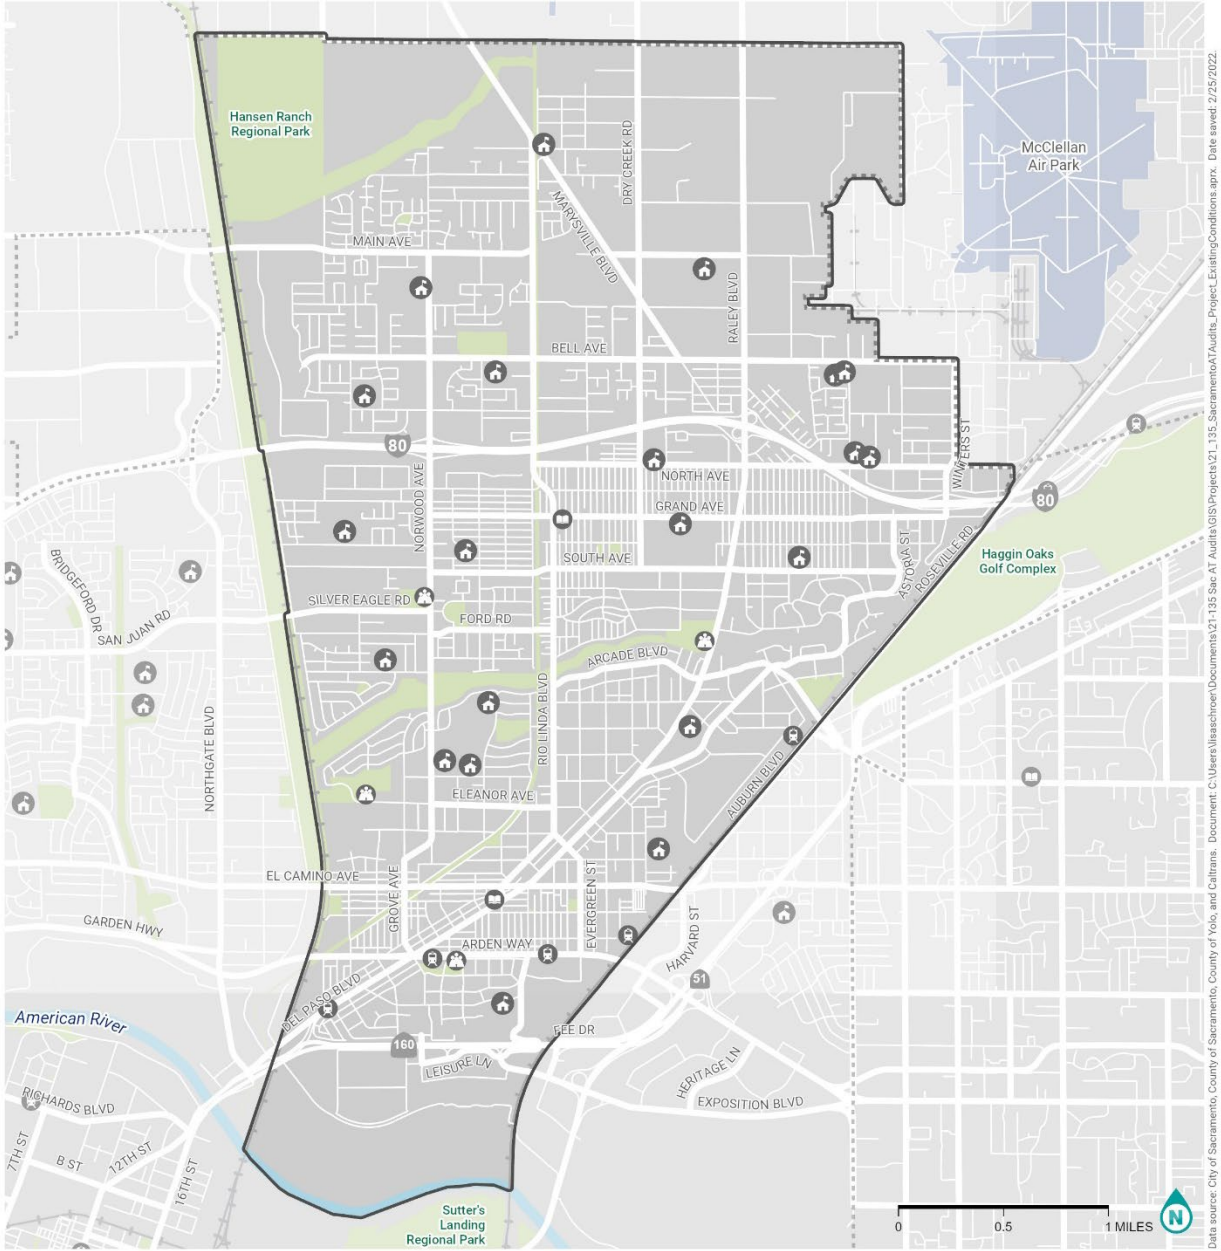 Hansen Ranch
Regional Park
McClellan
Air Park
DRY CREEK RD
MARYSVILLE BLVD
MAIN AVE
RALEY BLVD
BELL AVE
80
WINTERS ST
NORTH AVE
NORWOOD AVE
80
GRAND AVE
SOUTH AVE
ASTORIA ST
ROSEVILLE RD
Haggin Oaks
Golf Complex
BRIDGEFORD DR
SAN JUAN RD
SILVER EAGLE RD
FORD RD
ARCADE BLVD
RIO LINDA BLVD
NORTHGATE BLVD
AUBURN BLVD
ELEANOR AVE
EL CAMINO AVE
GROVE AVE
EVERGREEN ST
GARDEN HWY
ARDEN WAY
HARVARD ST
51
DEL PASO BLVD
American River
160
FEE DR
LEISURE LN
HERITAGE LN
EXPOSITION BLVD
RICHARDS BLVD
7TH ST
B ST
12TH ST
16TH ST
Sutter's
Landing
Regional Park
0 0.5 1 MILES
N
Data source: City of Sacramento, County of Sacramento, County of Yolo, and Caltrans. Document: C:\Users\lisaschroer\Documents\21-135 Sac AT Audits\GIS\Projects\21_135_SacramentoATAudits_Project_ExistingConditions.aprx. Date saved: 2/25/2022.